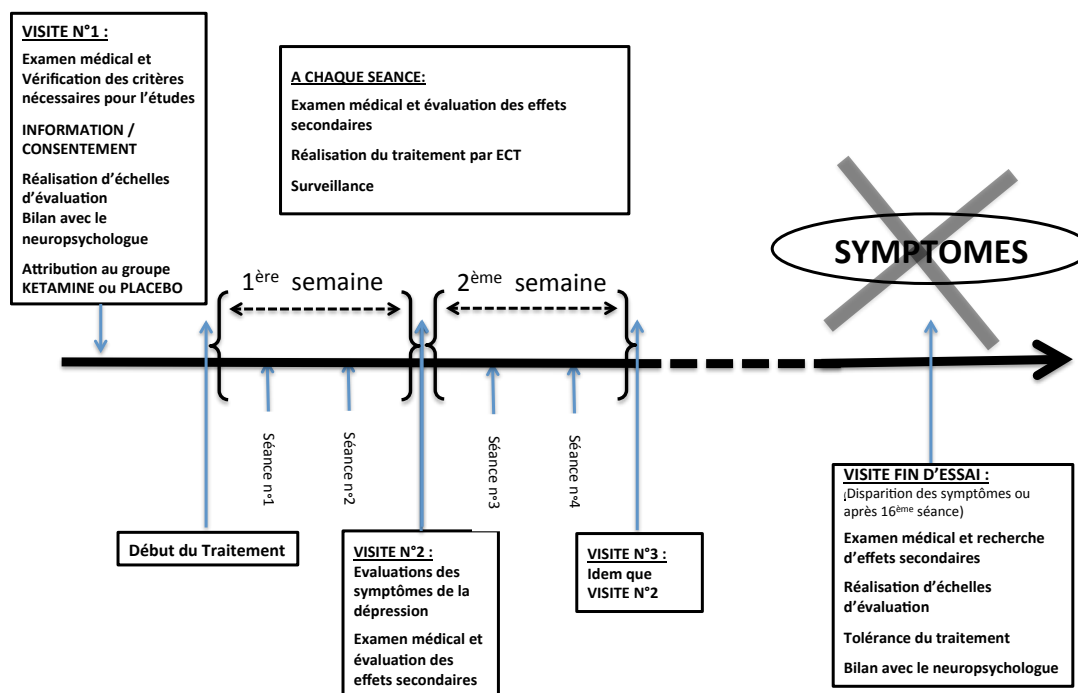 VISITE N°1 :
Examen médical et
Vérification des critères
nécessaires pour l'études
INFORMATION /
CONSENTEMENT
Réalisation d'échelles
d'évaluation
Bilan avec le
neuropsychologue
Attribution au groupe
KETAMINE ou PLACEBO
A CHAQUE SEANCE:
Examen médical et évaluation des effets
secondaires
Réalisation du traitement par ECT
Surveillance
SYMPTOMES
1ère semaine
2ème semaine
Séance n°1
Séance n°2
Séance n°3
Séance n°4
Début du Traitement
VISITE N°2 :
Evaluations des
symptômes de la
dépression
Examen médical et
évaluation des
effets secondaires
VISITE N°3 :
Idem que
VISITE N°2
VISITE FIN D'ESSAI :
(Disparition des symptômes ou
après 16ème séance)
Examen médical et recherche
d'effets secondaires
Réalisation d'échelles
d'évaluation
Tolérance du traitement
Bilan avec le neuropsychologue